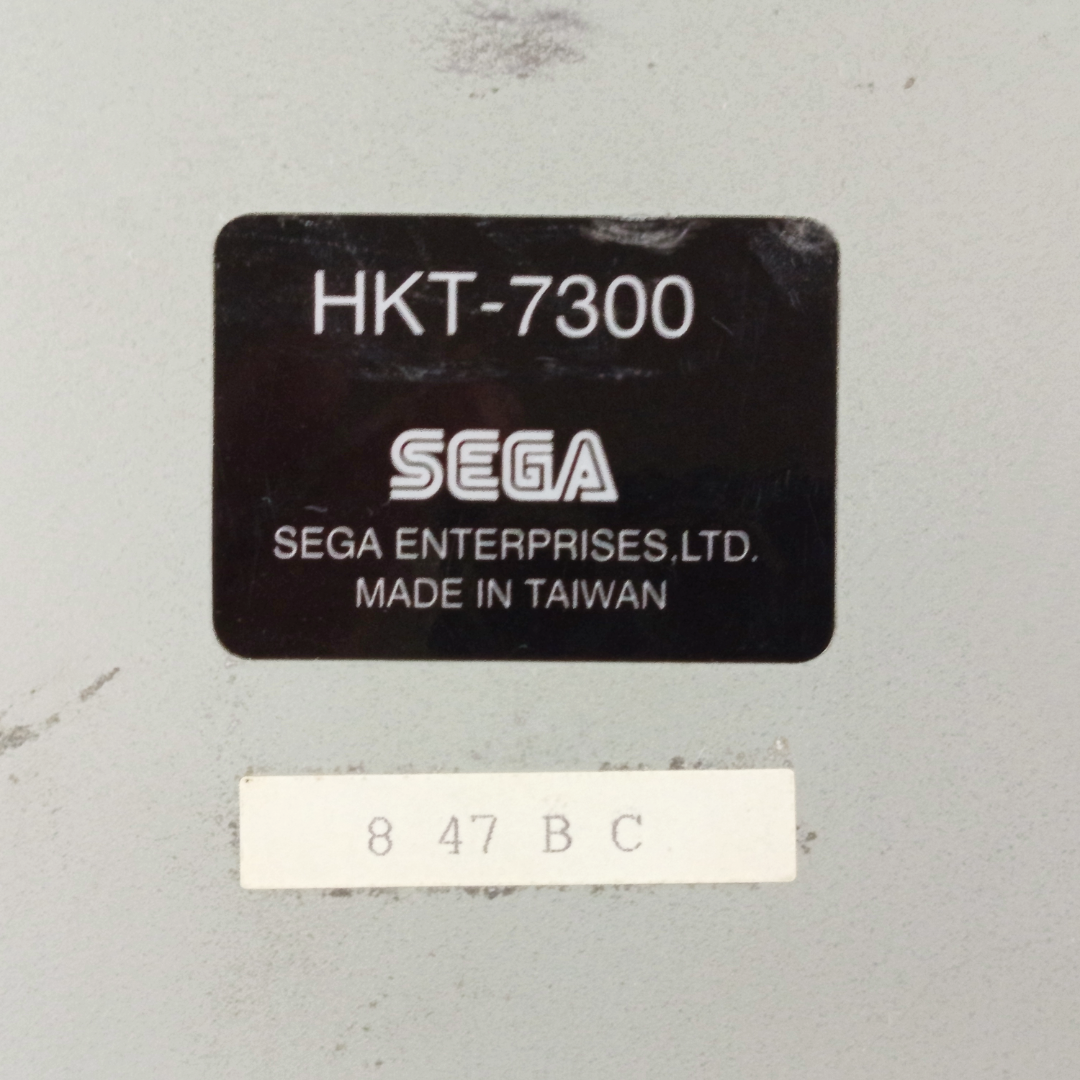 HKT-7300
SEGA
SEGA ENTERPRISES,LTD.
MADE IN TAIWAN
8 47 B C